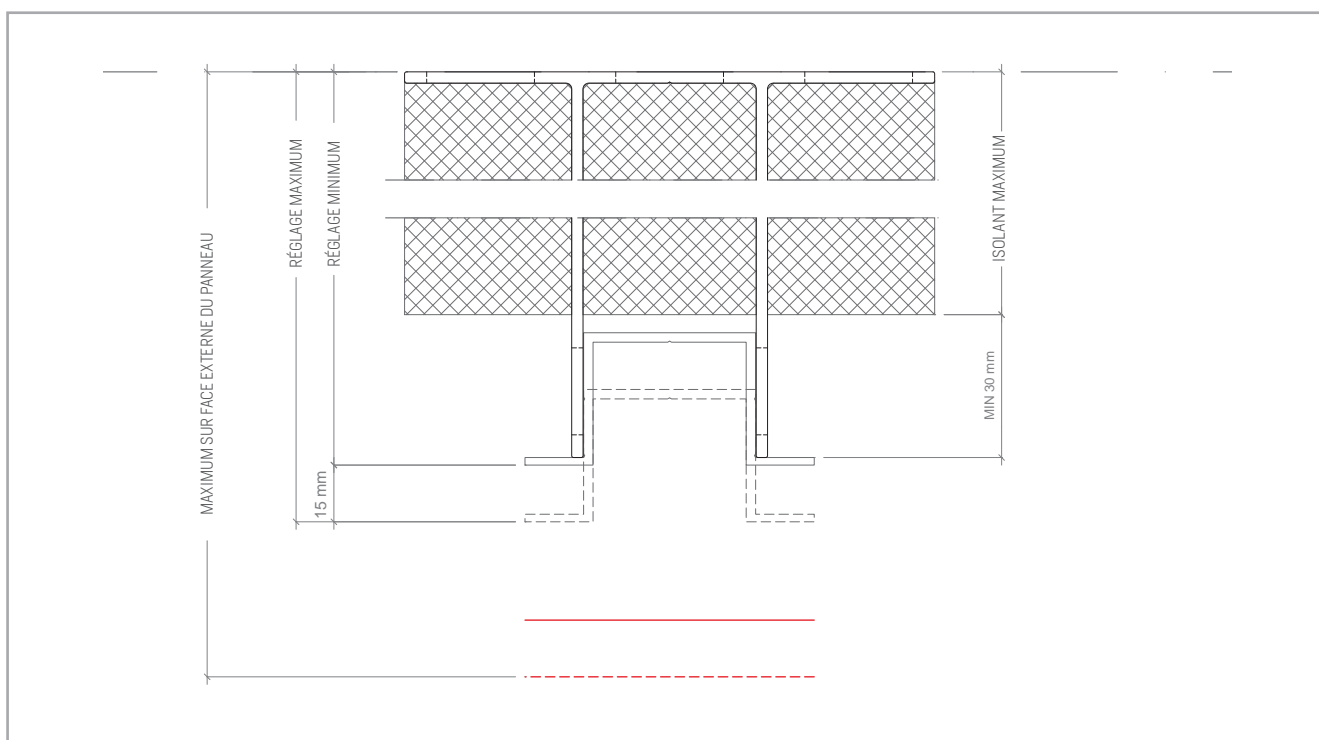 MAXIMUM SUR FACE EXTERNE DU PANNEAU
RÉGLAGE MAXIMUM
RÉGLAGE MINIMUM
15 mm
ISOLANT MAXIMUM
MIN 30 mm